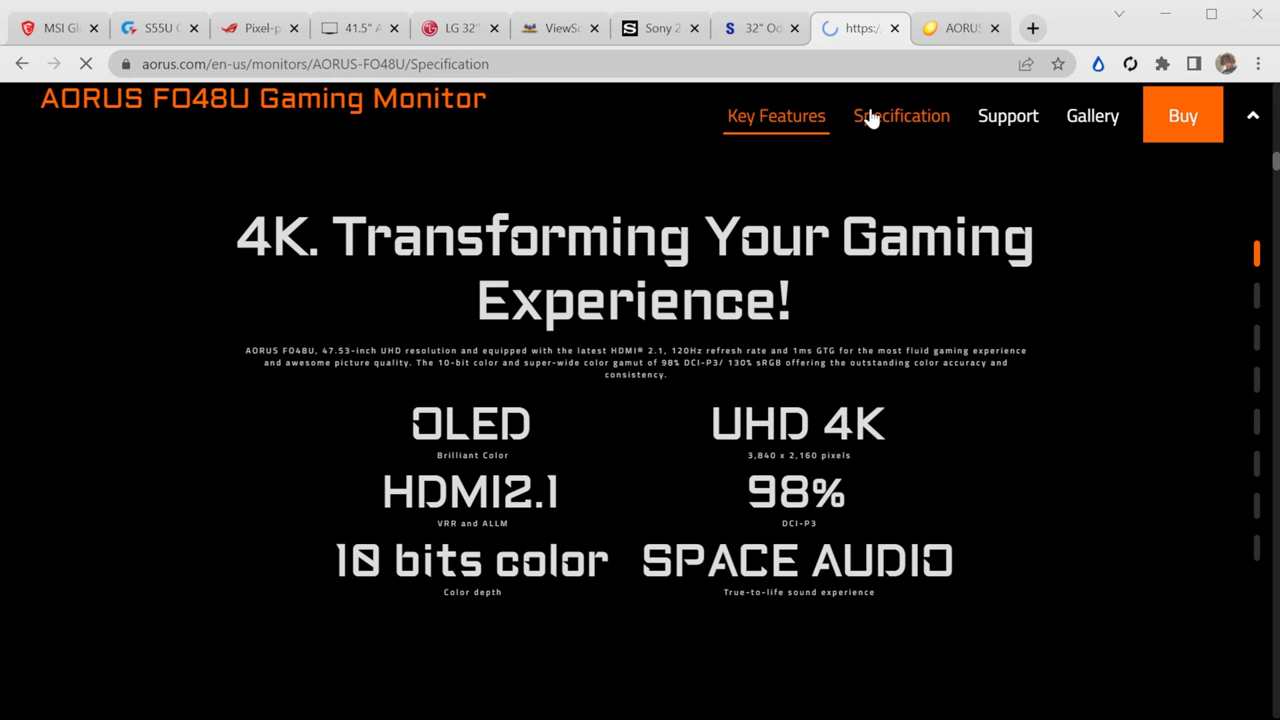 MSI Gl
S55U C
Pixel-p
41.5" A
LG 32"
ViewSc
Sony 2
32" Od
https:/
AORUS
aorus.com/en-us/monitors/AORUS-FO48U/Specification
AORUS FO48U Gaming Monitor
Key Features
Specification
Support
Gallery
Buy
4K. Transforming Your Gaming
Experience!
AORUS FO48U, 47.53-inch UHD resolution and equipped with the latest HDMI® 2.1, 120Hz refresh rate and 1ms GTG for the most fluid gaming experience
and awesome picture quality. The 10-bit color and super-wide color gamut of 98% DCI-P3/ 130% sRGB offering the outstanding color accuracy and
consistency.
OLED
Brilliant Color
UHD 4K
3,840 x 2,160 pixels
HDMI2.1
VRR and ALLM
98%
DCI-P3
10 bits color
Color depth
SPACE AUDIO
True-to-life sound experience